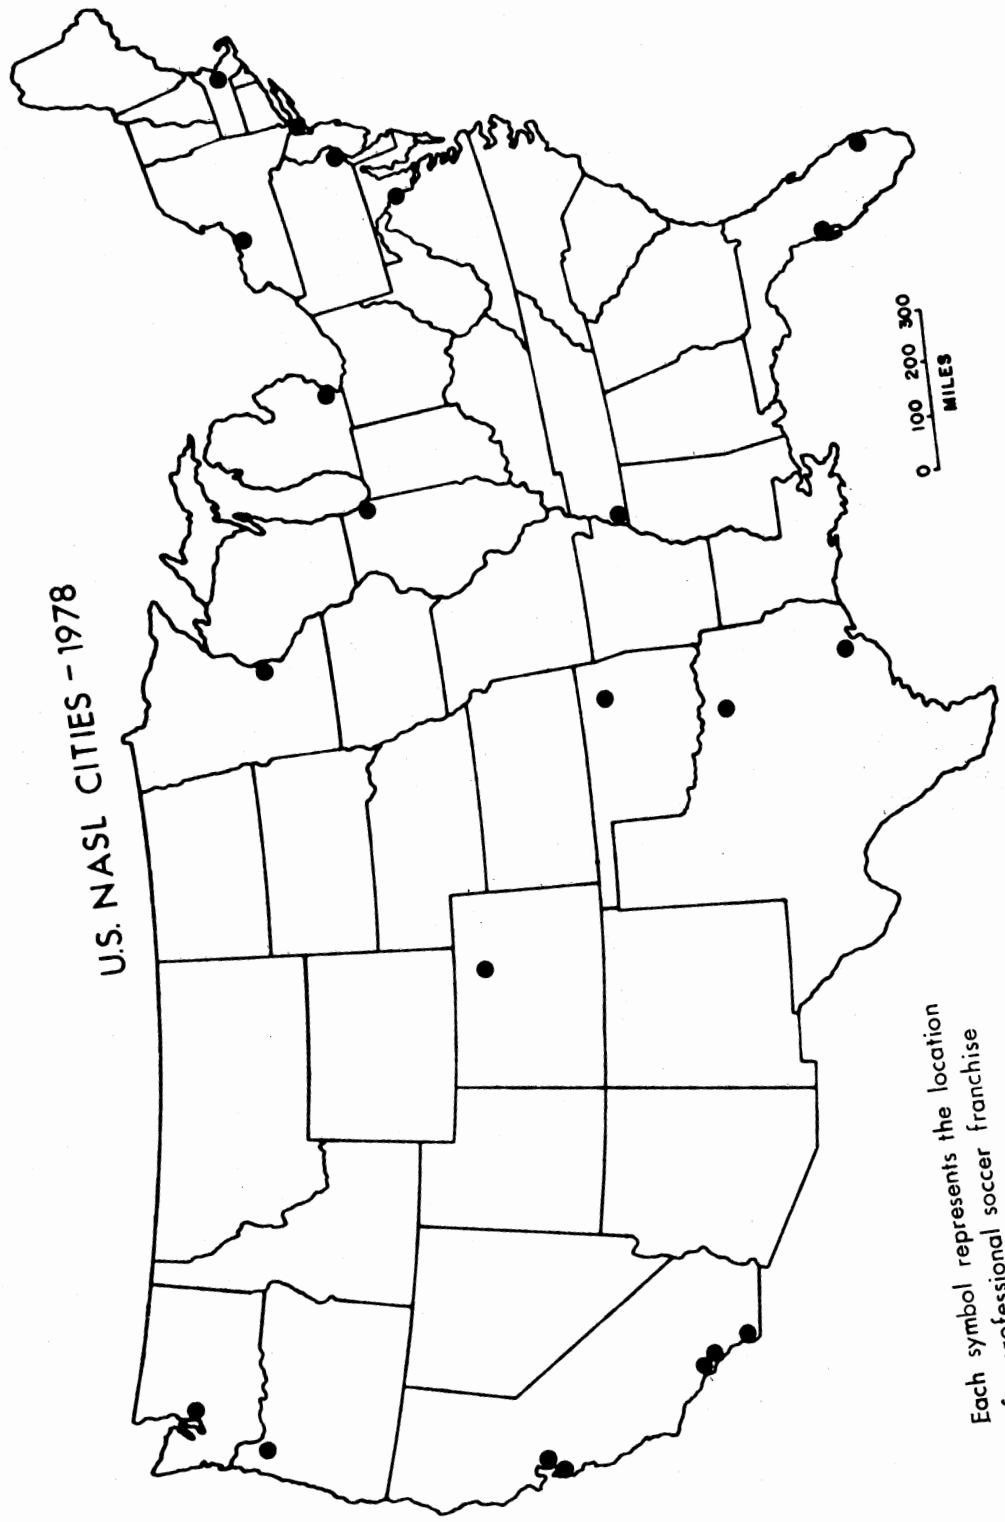 U.S. NASL CITIES - 1978
0 100 200 300
MILES
Each symbol represents the location
professional soccer franchise